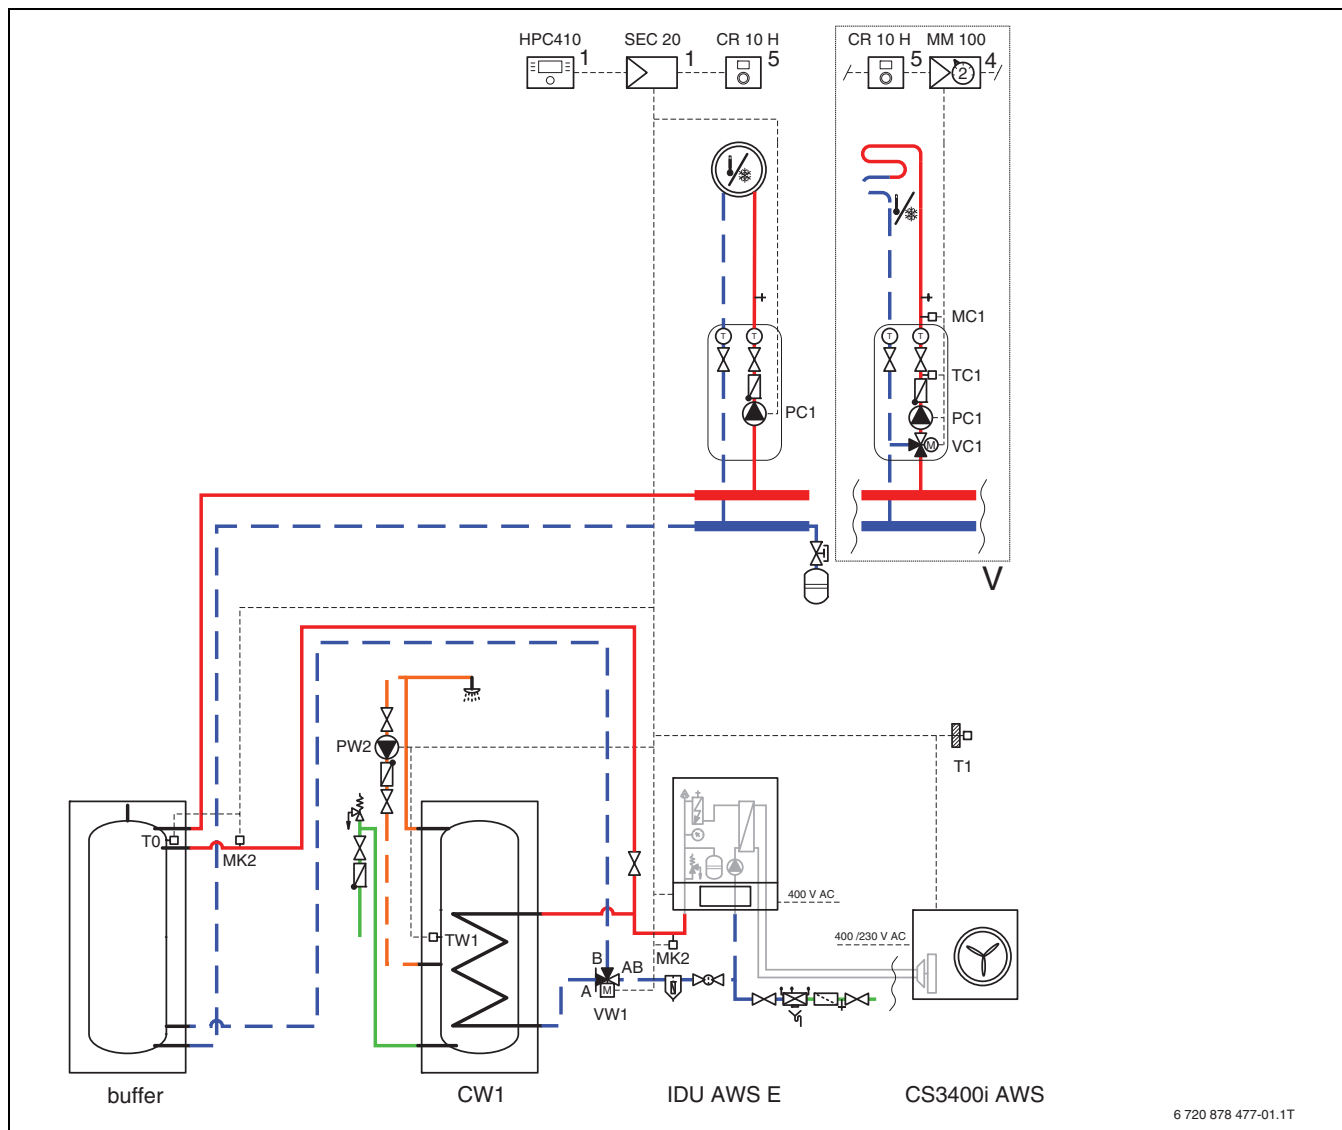 HPC410 SEC 20 CR 10 H CR 10 H MM 100
1 1 5 5 2 4
MC1
T T T T
TC1
PC1 PC1
M VC1
V
PW2
T1
T0
MK2
400 V AC
TW1
400 /230 V AC
B
AB
MK2
A
M
VW1
buffer CW1 IDU AWS E CS3400i AWS
6 720 878 477-01.1T